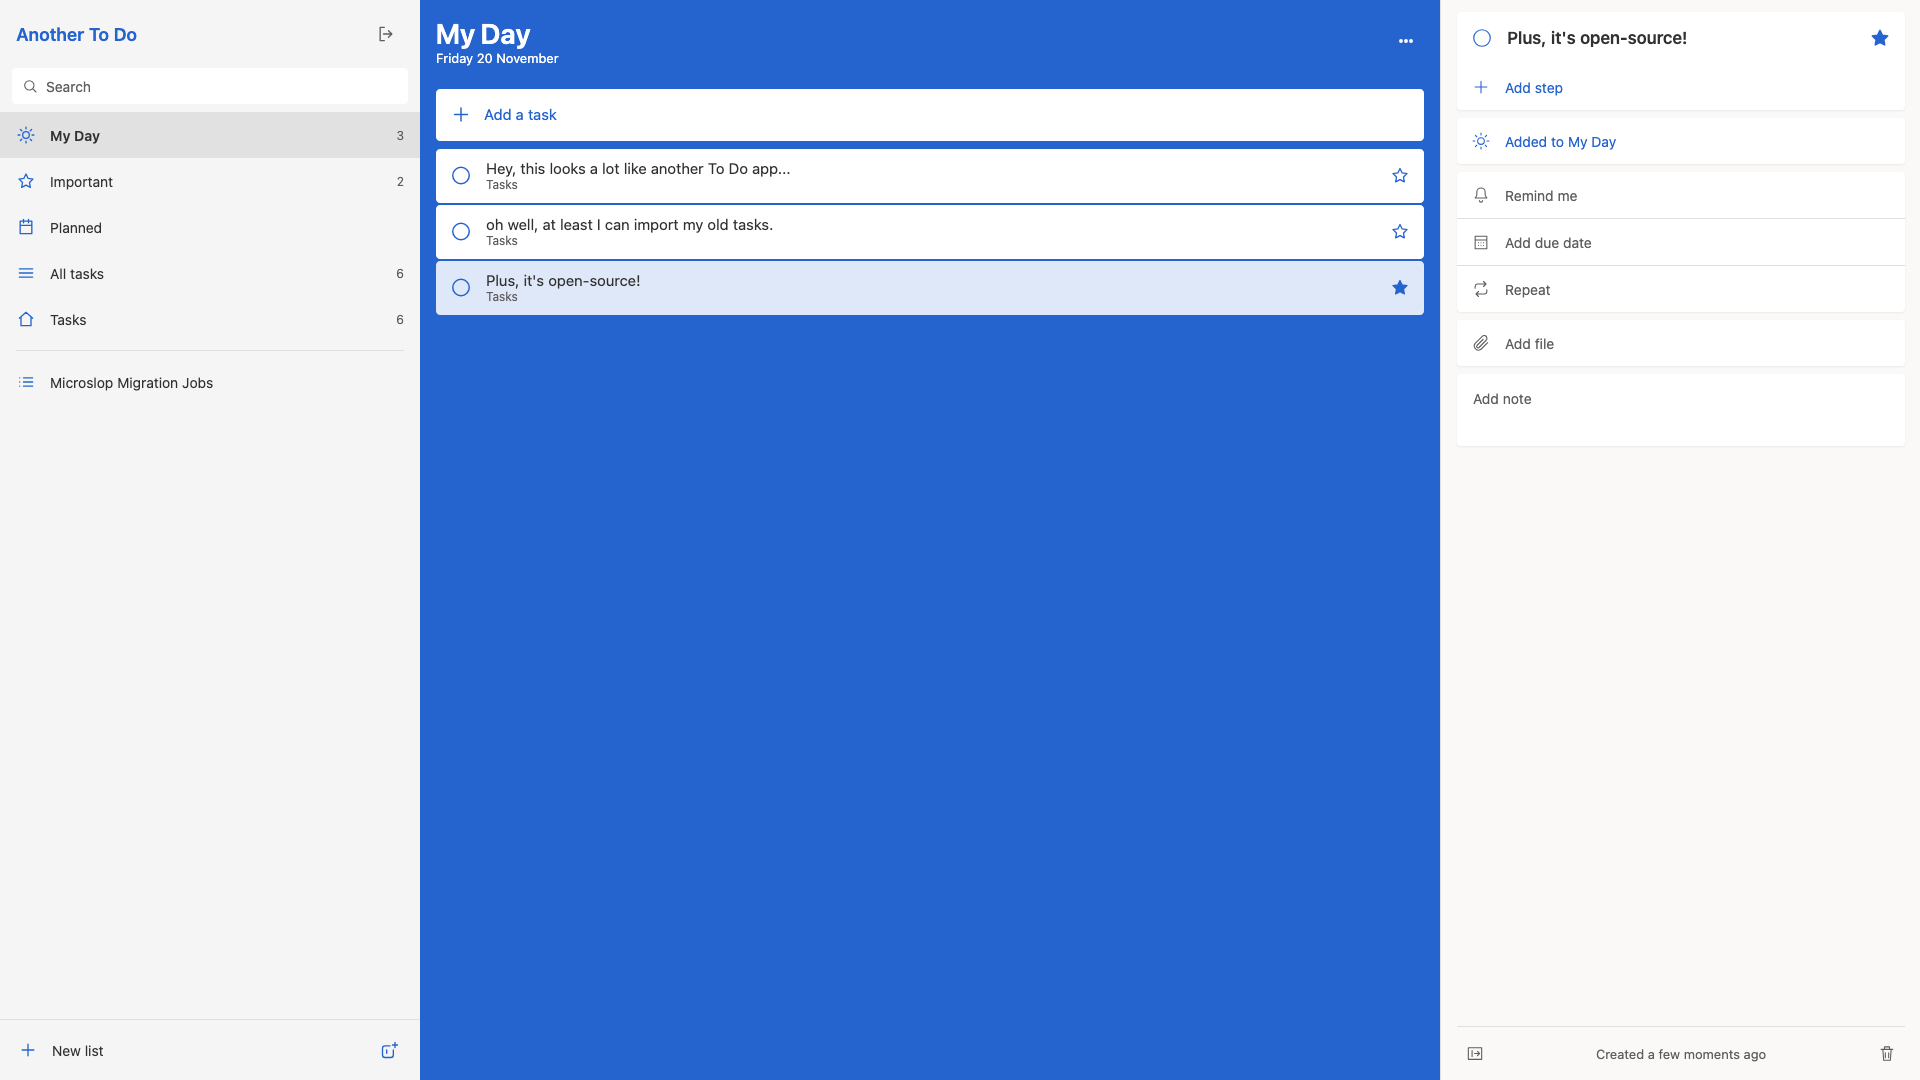 Another To Do
Search
My Day 3
Important 2
Planned
All tasks 6
Tasks 6
Microslop Migration Jobs
New list
My Day
Friday 20 November
Add a task
Hey, this looks a lot like another To Do app...
Tasks
oh well, at least I can import my old tasks.
Tasks
Plus, it's open-source!
Tasks
Plus, it's open-source!
Add step
Added to My Day
Remind me
Add due date
Repeat
Add file
Add note
Created a few moments ago